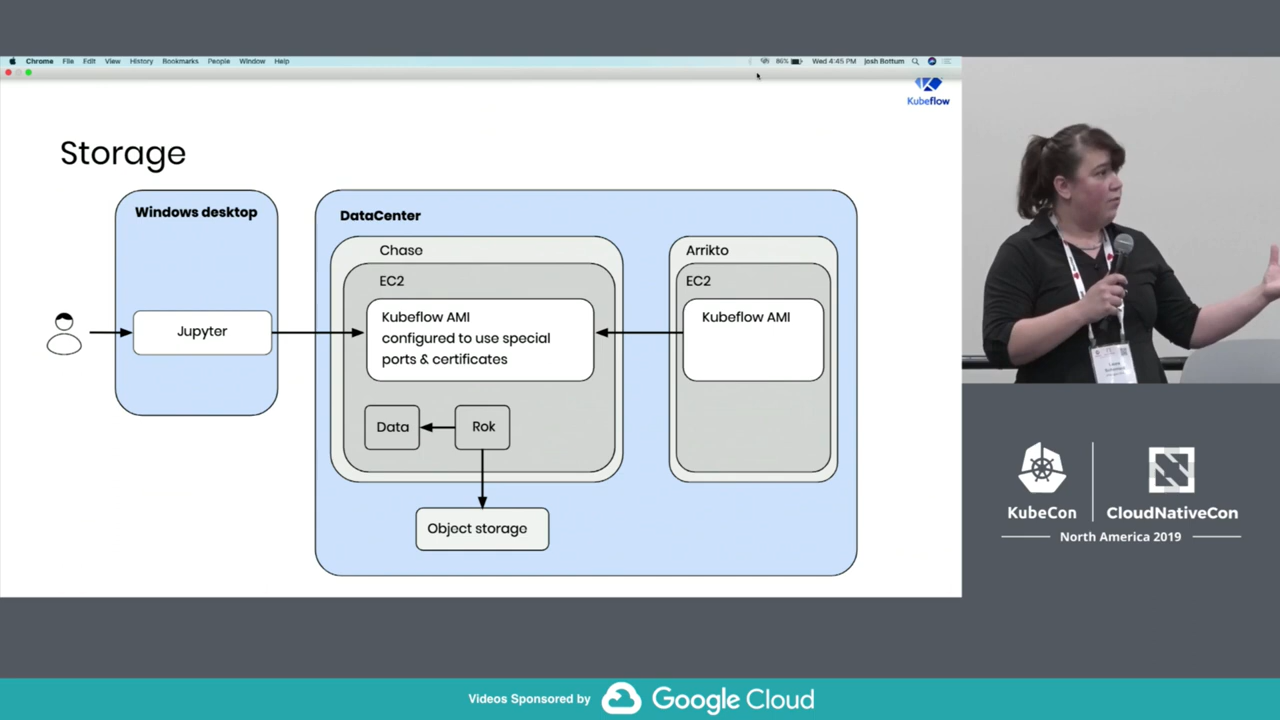 Chrome File Edit View History Bookmarks People Window Help
86% Wed 4:45 PM Josh Bottum
Kubeflow
Storage
Windows desktop
Jupyter
DataCenter
Chase
EC2
Kubeflow AMI
configured to use special
ports & certificates
Data
Rok
Object storage
Arrikto
EC2
Kubeflow AMI
KubeCon
CloudNativeCon
North America 2019
Videos Sponsored by
Google Cloud